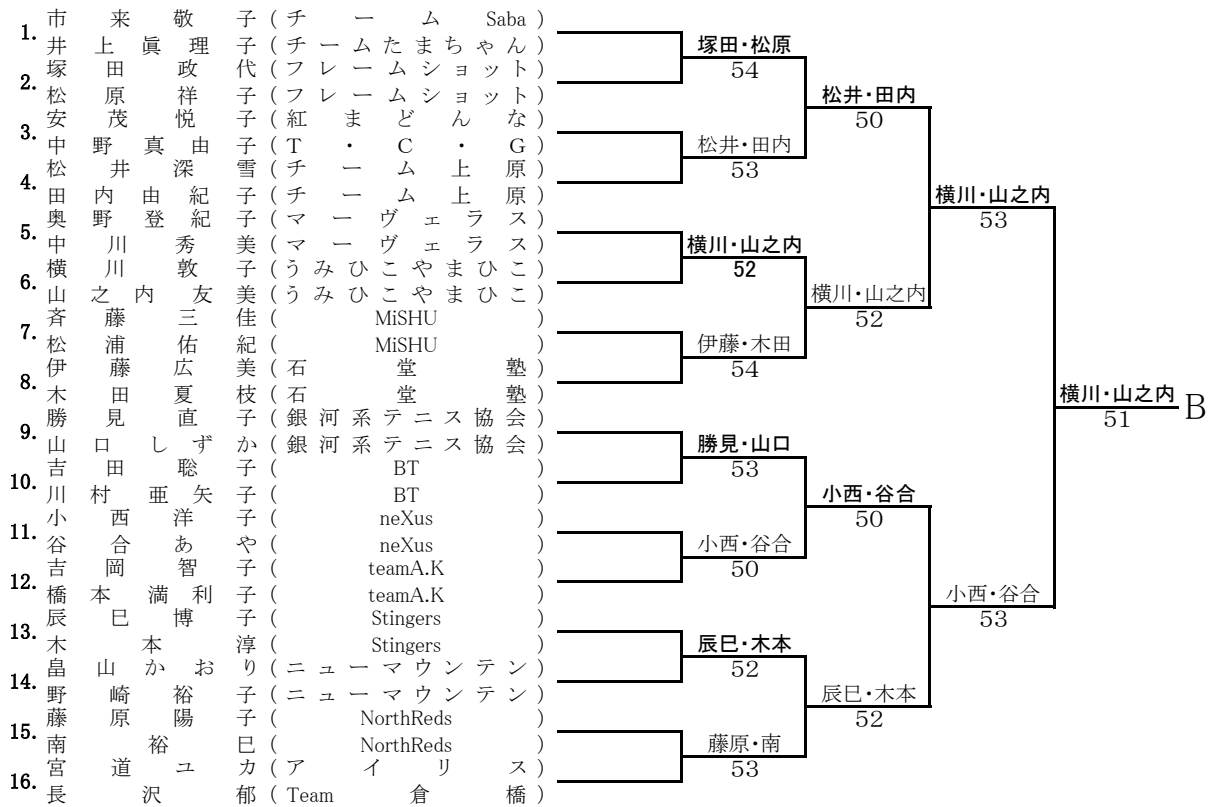 1.
市来敬子(チームSaba)
井上眞理子(チームたまちゃん)
2.
塚田政代(フレームショット)
松原祥子(フレームショット)
3.
安茂悦子(紅まどんな)
中野真由子(T・C・G)
4.
松井深雪(チーム上原)
田内由紀子(チーム上原)
5.
奥野登紀子(マーヴェラス)
中川秀美(マーヴェラス)
6.
横川敦子(うみひこやまひこ)
山之内友美(うみひこやまひこ)
7.
斉藤三佳(MiSHU)
松浦佑紀(MiSHU)
8.
伊藤広美(石堂塾)
木田夏枝(石堂塾)
9.
勝見直子(銀河系テニス協会)
山口しずか(銀河系テニス協会)
10.
吉田聡子(BT)
川村亜矢子(BT)
11.
小西洋子(neXus)
谷合あや(neXus)
12.
吉岡智子(teamA.K)
橋本満利子(teamA.K)
13.
辰巳博子(Stingers)
木本淳(Stingers)
14.
畠山かおり(ニューマウンテン)
野崎裕子(ニューマウンテン)
15.
藤原陽子(NorthReds)
南裕巳(NorthReds)
16.
宮道ユカ(アイリス)
長沢郁(Team倉橋)
塚田・松原
54
松井・田内
53
横川・山之内
52
伊藤・木田
54
勝見・山口
53
小西・谷合
50
辰巳・木本
52
藤原・南
53
松井・田内
50
横川・山之内
52
小西・谷合
50
辰巳・木本
52
横川・山之内
53
小西・谷合
53
横川・山之内
51
B